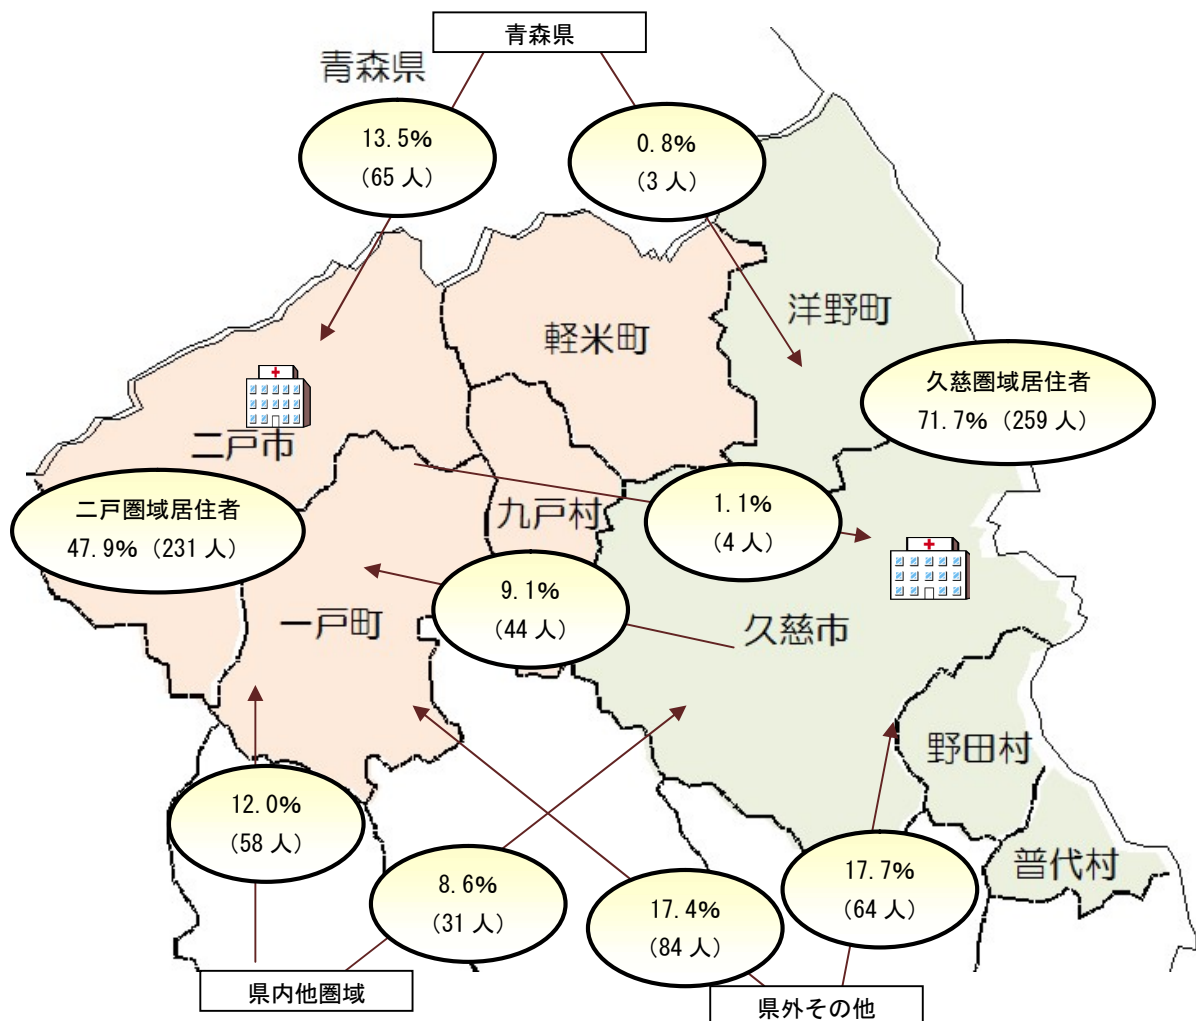 青森県
青森県
13.5%
(65 人)
0.8%
(3 人)
洋野町
軽米町
久慈圏域居住者
71.7% (259 人)
二戸市
二戸圏域居住者
47.9% (231 人)
九戸村
1.1%
(4 人)
9.1%
(44 人)
一戸町
久慈市
野田村
12.0%
(58 人)
8.6%
(31 人)
17.4%
(84 人)
17.7%
(64 人)
普代村
県内他圏域
県外その他